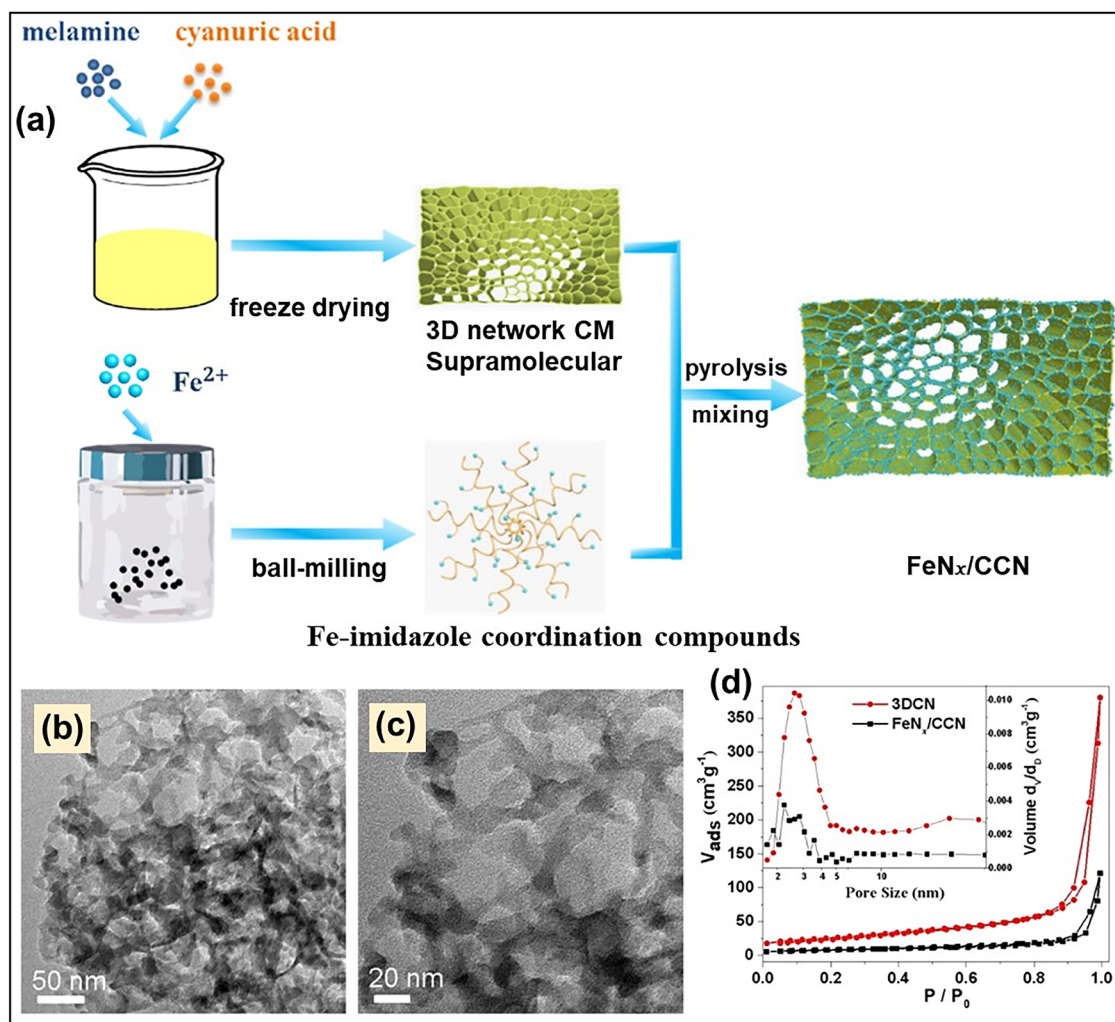 melamine
cyanuric acid
(a)
freeze drying
3D network CM
Supramolecular
Fe²⁺
pyrolysis
mixing
ball-milling
FeNₓ/CCN
Fe-imidazole coordination compounds
(b)
50 nm
(c)
20 nm
(d)
3DCN
FeNₓ/CCN
Vads (cm³g⁻¹)
350
300
250
200
150
100
50
0
0.010
0.008
0.006
0.004
0.002
0.000
Volume dᵥ/d_D (cm³g⁻¹)
2 3 4 5 10
Pore Size (nm)
0.0 0.2 0.4 0.6 0.8 1.0
P / P₀